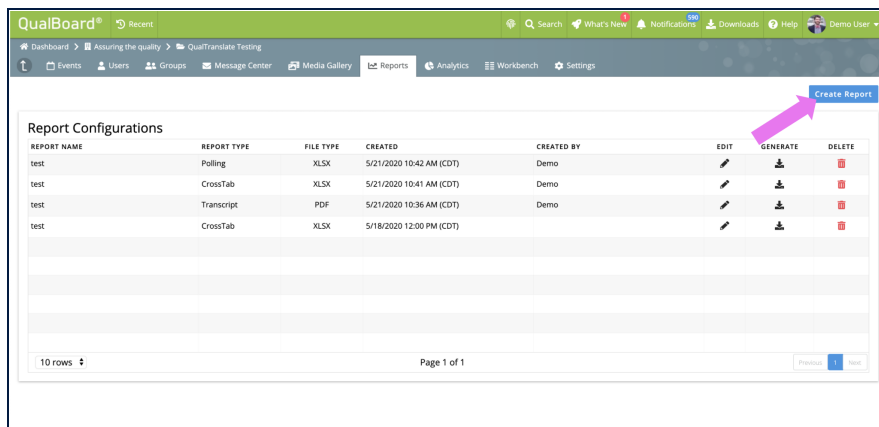 QualBoard® Recent Search What's New 1 Notifications 590 Downloads Help Demo User
Dashboard Assuring the quality QualTranslate Testing
Events Users Groups Message Center Media Gallery Reports Analytics Workbench Settings
Create Report
Report Configurations
REPORT NAME REPORT TYPE FILE TYPE CREATED CREATED BY EDIT GENERATE DELETE
test Polling XLSX 5/21/2020 10:42 AM (CDT) Demo
test CrossTab XLSX 5/21/2020 10:41 AM (CDT) Demo
test Transcript PDF 5/21/2020 10:36 AM (CDT) Demo
test CrossTab XLSX 5/18/2020 12:00 PM (CDT)
10 rows Page 1 of 1 Previous 1 Next